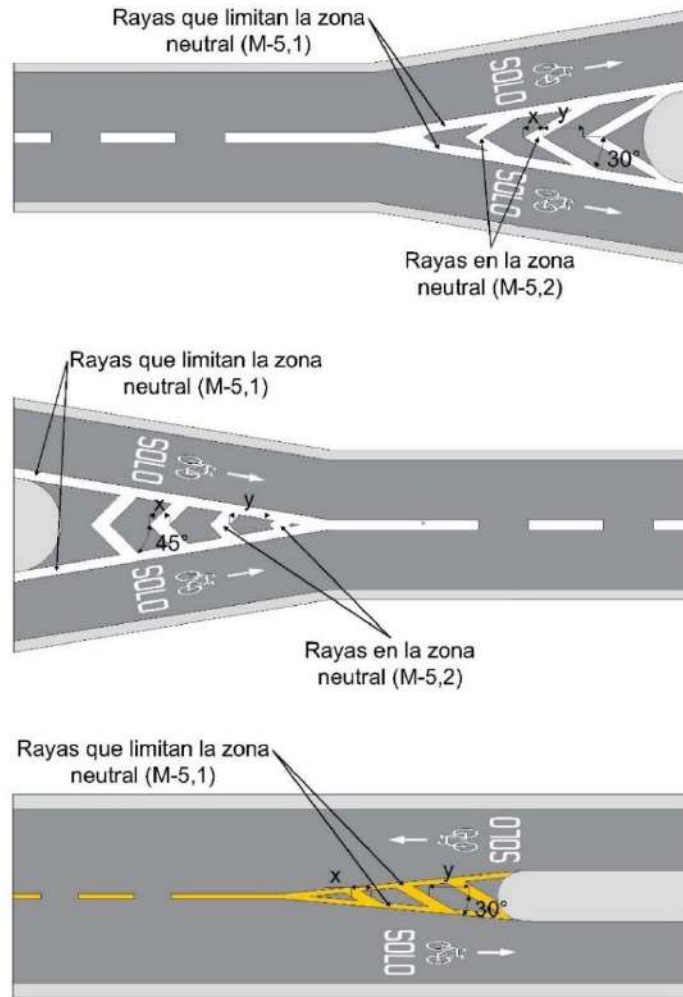 Rayas que limitan la zona
neutral (M-5,1)
SOLO
x
y
30°
SOLO
Rayas en la zona
neutral (M-5,2)
Rayas que limitan la zona
neutral (M-5,1)
SOLO
x
y
45°
SOLO
Rayas en la zona
neutral (M-5,2)
Rayas que limitan la zona
neutral (M-5,1)
SOLO
x
y
30°
SOLO